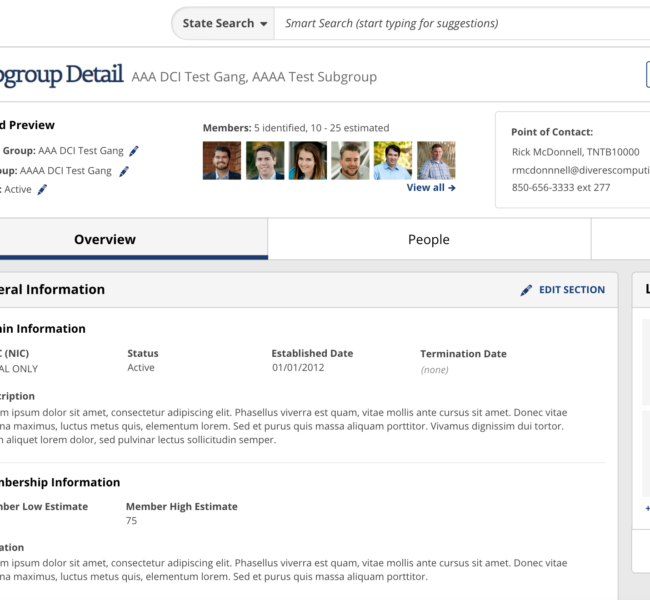 State Search
Smart Search (start typing for suggestions)
ogroup Detail AAA DCI Test Gang, AAAA Test Subgroup
d Preview
Group: AAA DCI Test Gang
oup: AAAA DCI Test Gang
: Active
Members: 5 identified, 10 - 25 estimated
View all
Point of Contact:
Rick McDonnell, TNTB10000
rmcdonnnell@diverescomputi
850-656-3333 ext 277
Overview
People
eral Information
EDIT SECTION
L
in Information
C (NIC)
Status
Established Date
Termination Date
AL ONLY
Active
01/01/2012
(none)
cription
m ipsum dolor sit amet, consectetur adipiscing elit. Phasellus viverra est quam, vitae mollis ante cursus sit amet. Donec vitae
na maximus, luctus metus quis, elementum lorem. Sed et purus quis massa aliquam porttitor. Vivamus dignissim dui tortor.
n aliquet lorem dolor, sed pulvinar lectus sollicitudin semper.
mbership Information
mber Low Estimate
Member High Estimate
75
ation
m ipsum dolor sit amet, consectetur adipiscing elit. Phasellus viverra est quam, vitae mollis ante cursus sit amet. Donec vitae
na maximus, luctus metus quis, elementum lorem. Sed et purus quis massa aliquam porttitor.
+